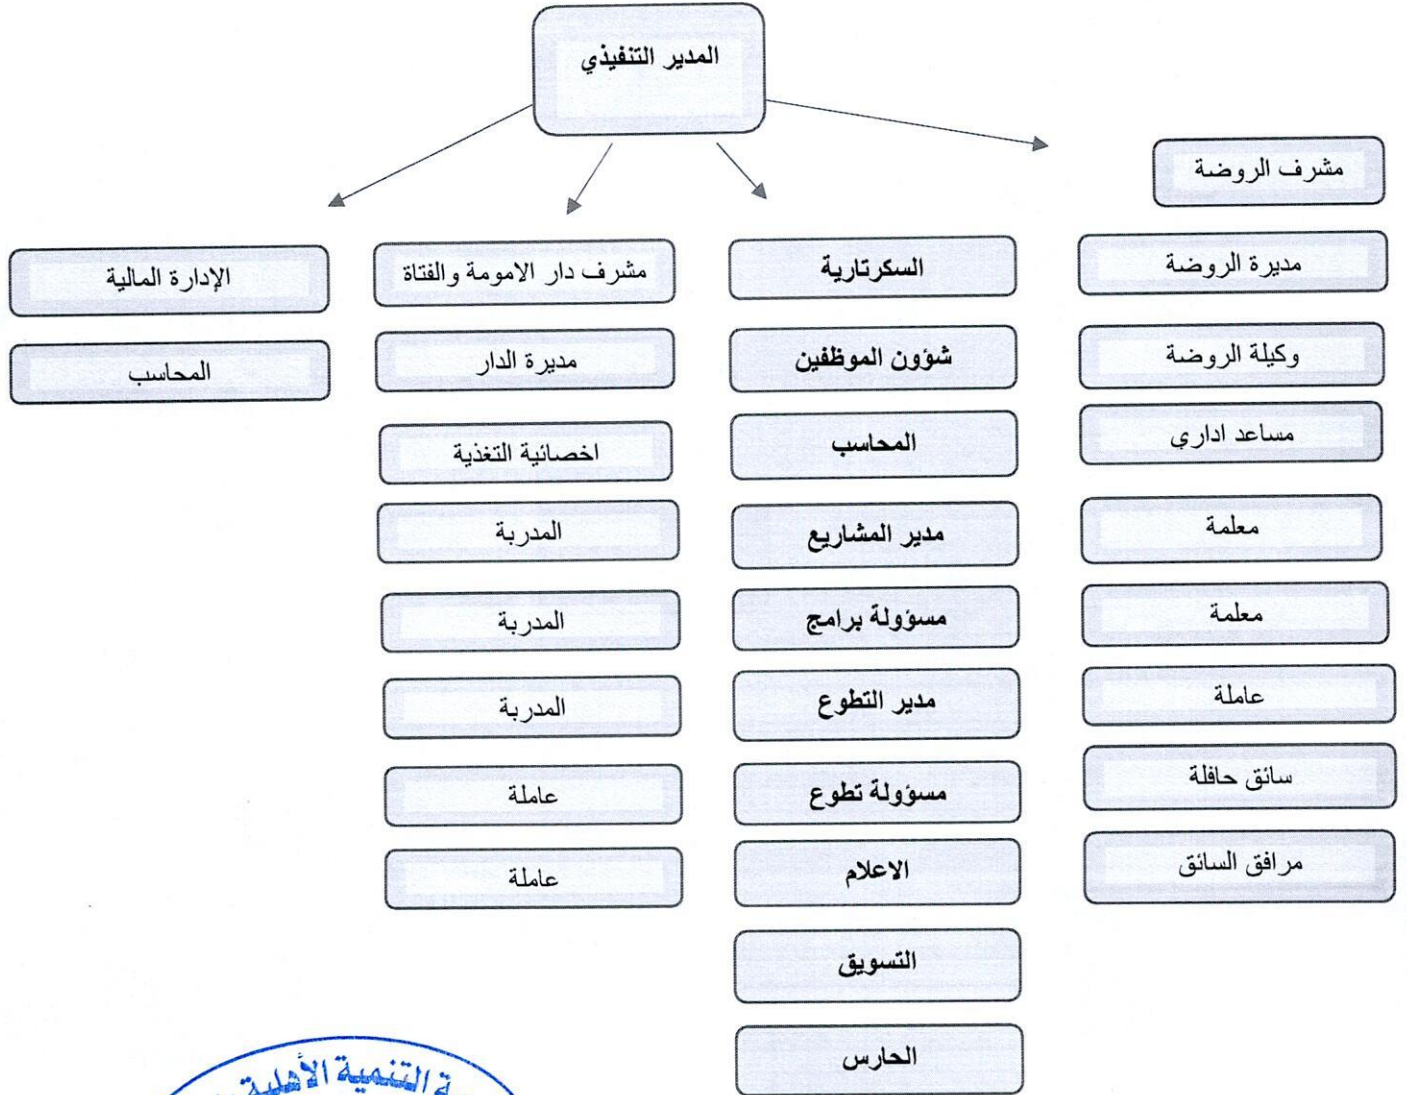 المدير التنفيذي
مشرف الروضة
مديرة الروضة
وكيلة الروضة
مساعد اداري
معلمة
معلمة
عاملة
سائق حافلة
مرافق السائق
السكرتارية
شؤون الموظفين
المحاسب
مدير المشاريع
مسؤولة برامج
مدير التطوع
مسؤولة تطوع
الاعلام
التسويق
الحارس
مشرف دار الامومة والفتاة
مديرة الدار
اخصائية التغذية
المدربة
المدربة
المدربة
عاملة
عاملة
الإدارة المالية
المحاسب
التنمية الأهلية